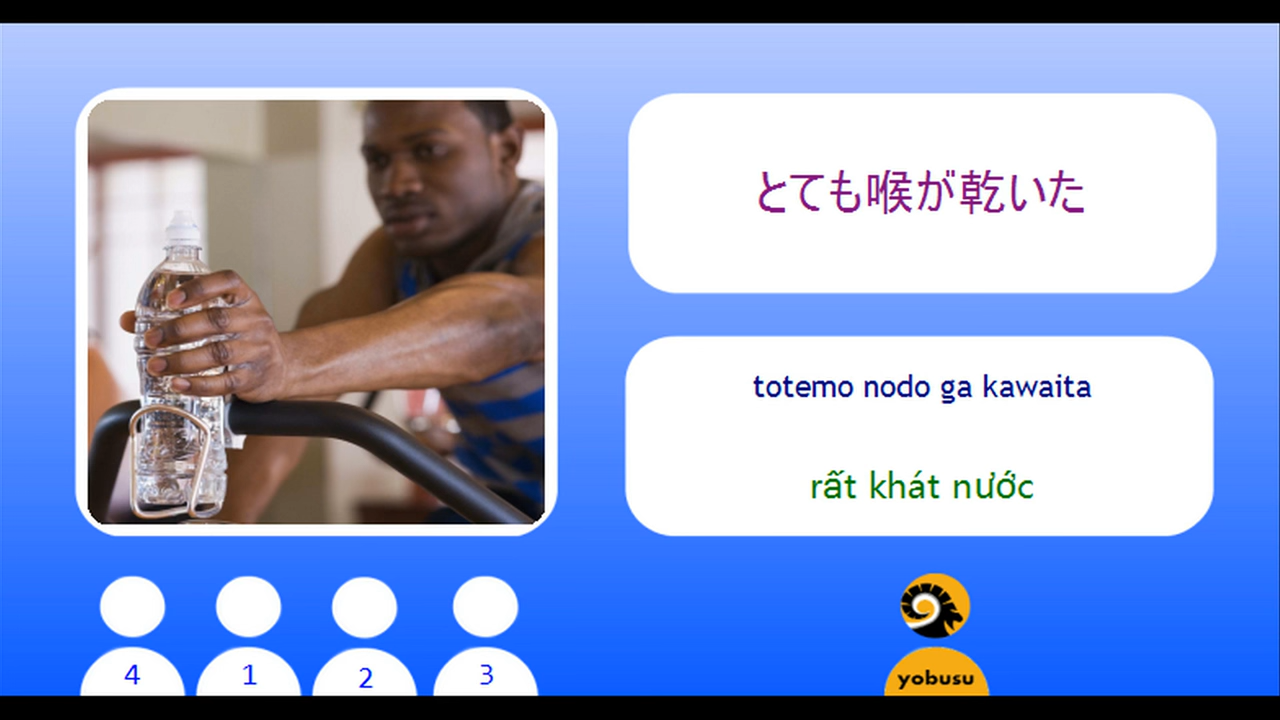 とても喉が乾いた
totemo nodo ga kawaita
rất khát nước
4 1 2 3
yobusu